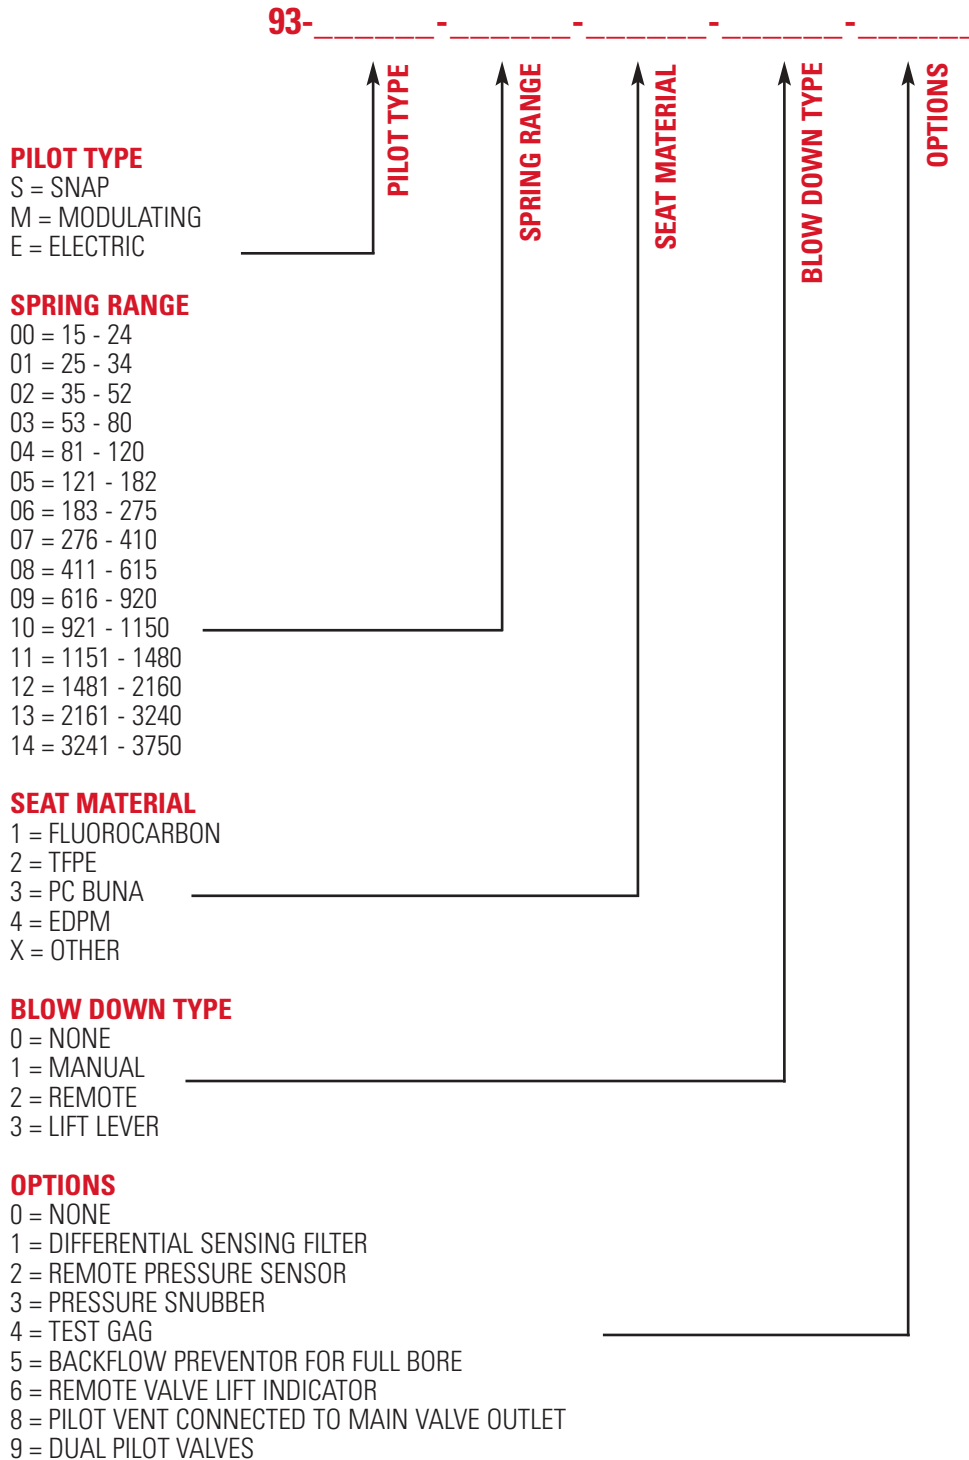 93-______-______-______-______-______
PILOT TYPE
SPRING RANGE
SEAT MATERIAL
BLOW DOWN TYPE
OPTIONS
PILOT TYPE
S = SNAP
M = MODULATING
E = ELECTRIC
SPRING RANGE
00 = 15 - 24
01 = 25 - 34
02 = 35 - 52
03 = 53 - 80
04 = 81 - 120
05 = 121 - 182
06 = 183 - 275
07 = 276 - 410
08 = 411 - 615
09 = 616 - 920
10 = 921 - 1150
11 = 1151 - 1480
12 = 1481 - 2160
13 = 2161 - 3240
14 = 3241 - 3750
SEAT MATERIAL
1 = FLUOROCARBON
2 = TFPE
3 = PC BUNA
4 = EDPM
X = OTHER
BLOW DOWN TYPE
0 = NONE
1 = MANUAL
2 = REMOTE
3 = LIFT LEVER
OPTIONS
0 = NONE
1 = DIFFERENTIAL SENSING FILTER
2 = REMOTE PRESSURE SENSOR
3 = PRESSURE SNUBBER
4 = TEST GAG
5 = BACKFLOW PREVENTOR FOR FULL BORE
6 = REMOTE VALVE LIFT INDICATOR
8 = PILOT VENT CONNECTED TO MAIN VALVE OUTLET
9 = DUAL PILOT VALVES